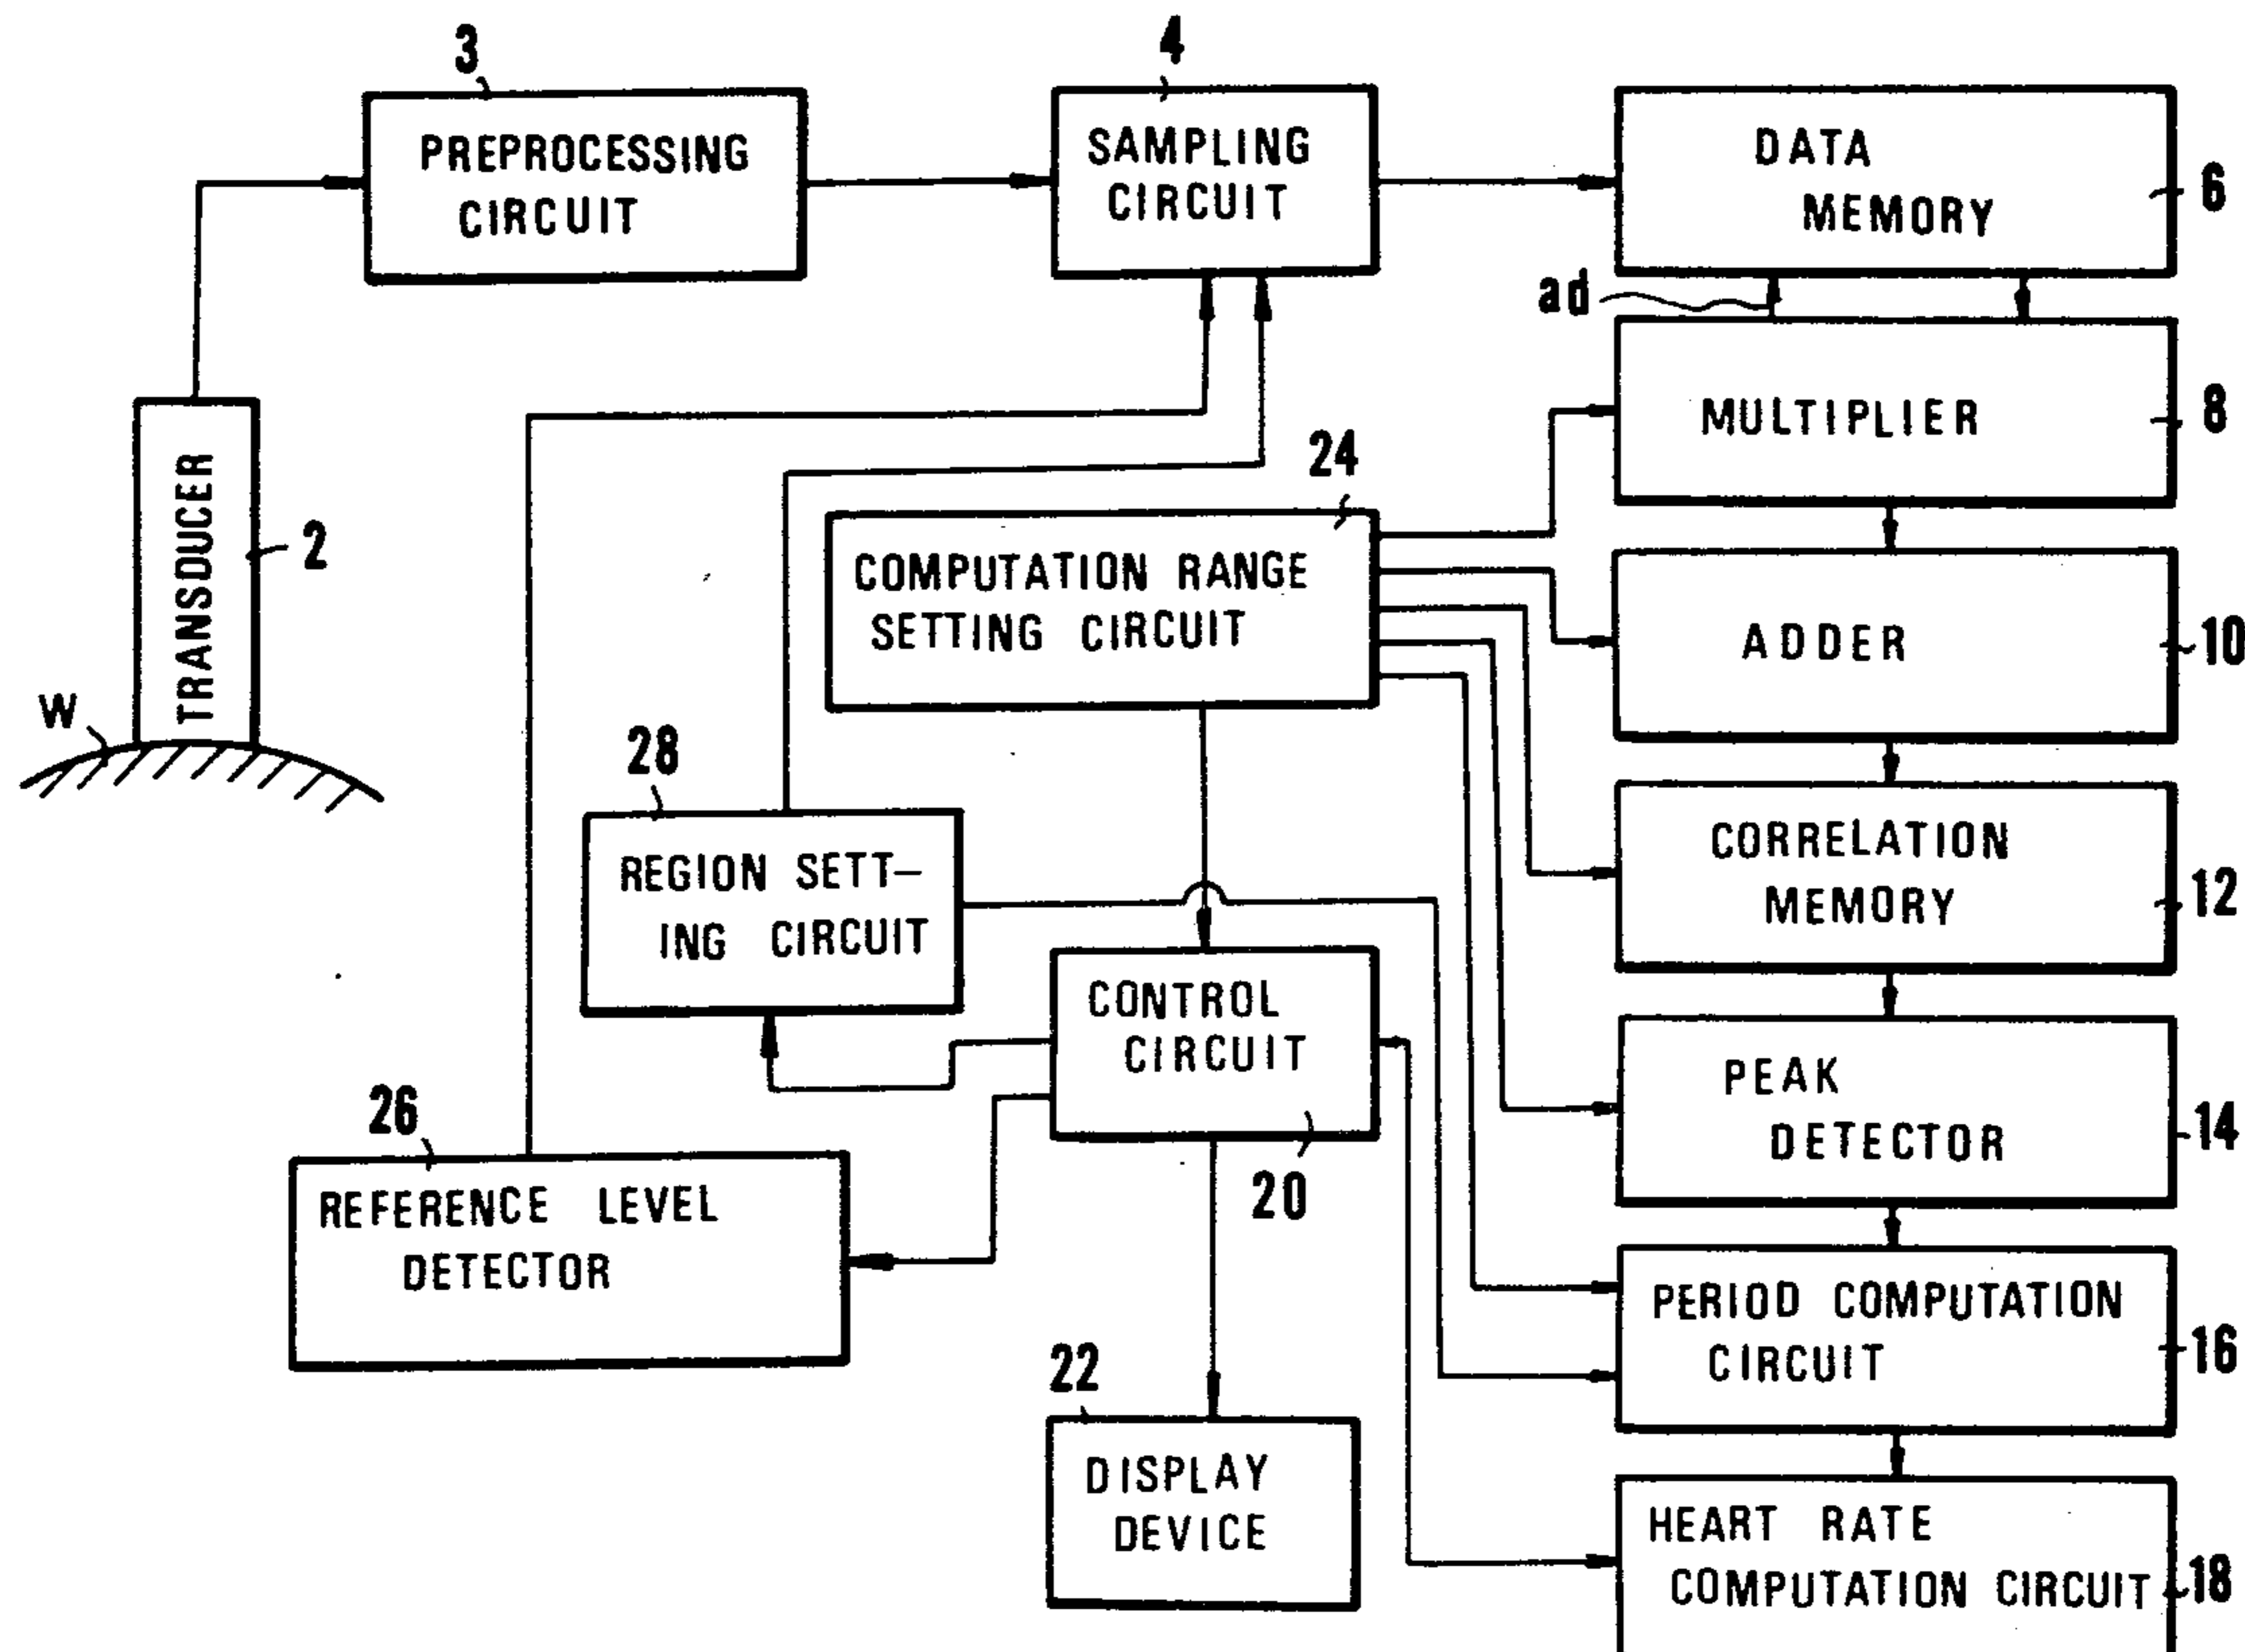 3
4
PREPROCESSING
CIRCUIT
SAMPLING
CIRCUIT
DATA
MEMORY
6
ad
TRANSDUCER
2
W
MULTIPLIER
8
24
COMPUTATION RANGE
SETTING CIRCUIT
ADDER
10
28
REGION SETT-
ING CIRCUIT
CORRELATION
MEMORY
12
CONTROL
CIRCUIT
20
PEAK
DETECTOR
14
26
REFERENCE LEVEL
DETECTOR
PERIOD COMPUTATION
CIRCUIT
16
22
DISPLAY
DEVICE
HEART RATE
COMPUTATION CIRCUIT
18